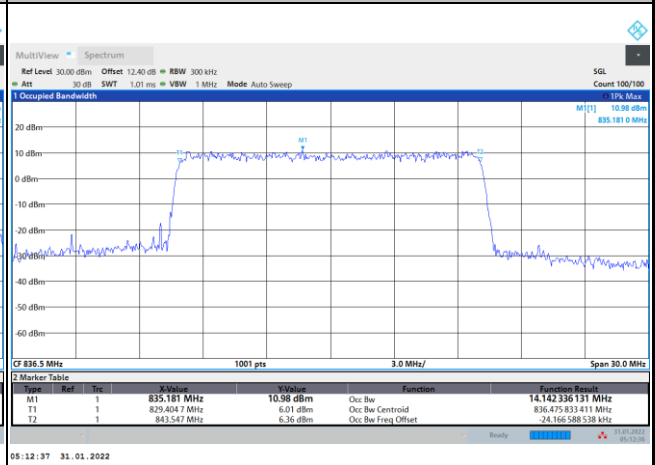 MultiView Spectrum
Ref Level 30.00 dBm Offset 12.40 dB RBW 300 kHz SGL
Att 30 dB SWT 1.01 ms VBW 1 MHz Mode Auto Sweep Count 100/100
1 Occupied Bandwidth 1Pk Max
M1[1] 10.98 dBm
835.181 0 MHz
20 dBm
M1
10 dBm
T1 T2
0 dBm
-10 dBm
-20 dBm
-30 dBm
-40 dBm
-50 dBm
-60 dBm
CF 836.5 MHz 1001 pts 3.0 MHz/ Span 30.0 MHz
2 Marker Table
Type Ref Trc X-Value Y-Value Function Function Result
M1 1 835.181 MHz 10.98 dBm Occ Bw 14.142 336 131 MHz
T1 1 829.404 7 MHz 6.01 dBm Occ Bw Centroid 836.475 833 411 MHz
T2 1 843.547 MHz 6.36 dBm Occ Bw Freq Offset -24.166 588 538 kHz
Ready 31.01.2022
05:12:36
05:12:37 31.01.2022